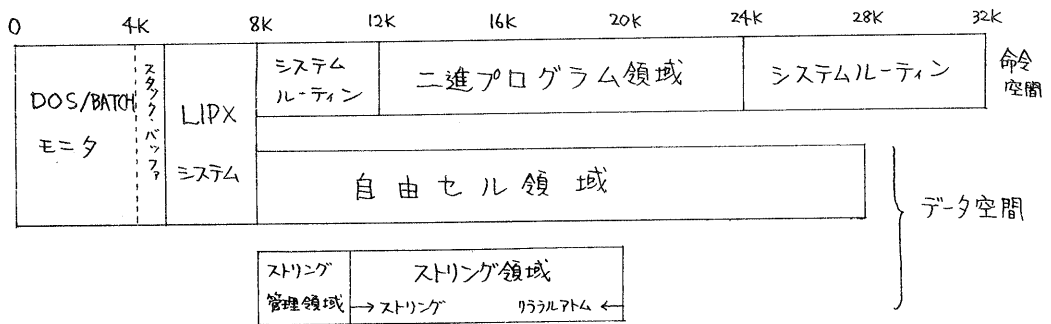 0 4K 8K 12K 16K 20K 24K 28K 32K
DOS/BATCH
モニタ
スタック・バッファ
LIPX
システム
システム
ルーティン
二進プログラム領域
システムルーティン
命令
空間
自由セル領域
データ空間
ストリング
管理領域
ストリング領域
→ストリング
アトム ←